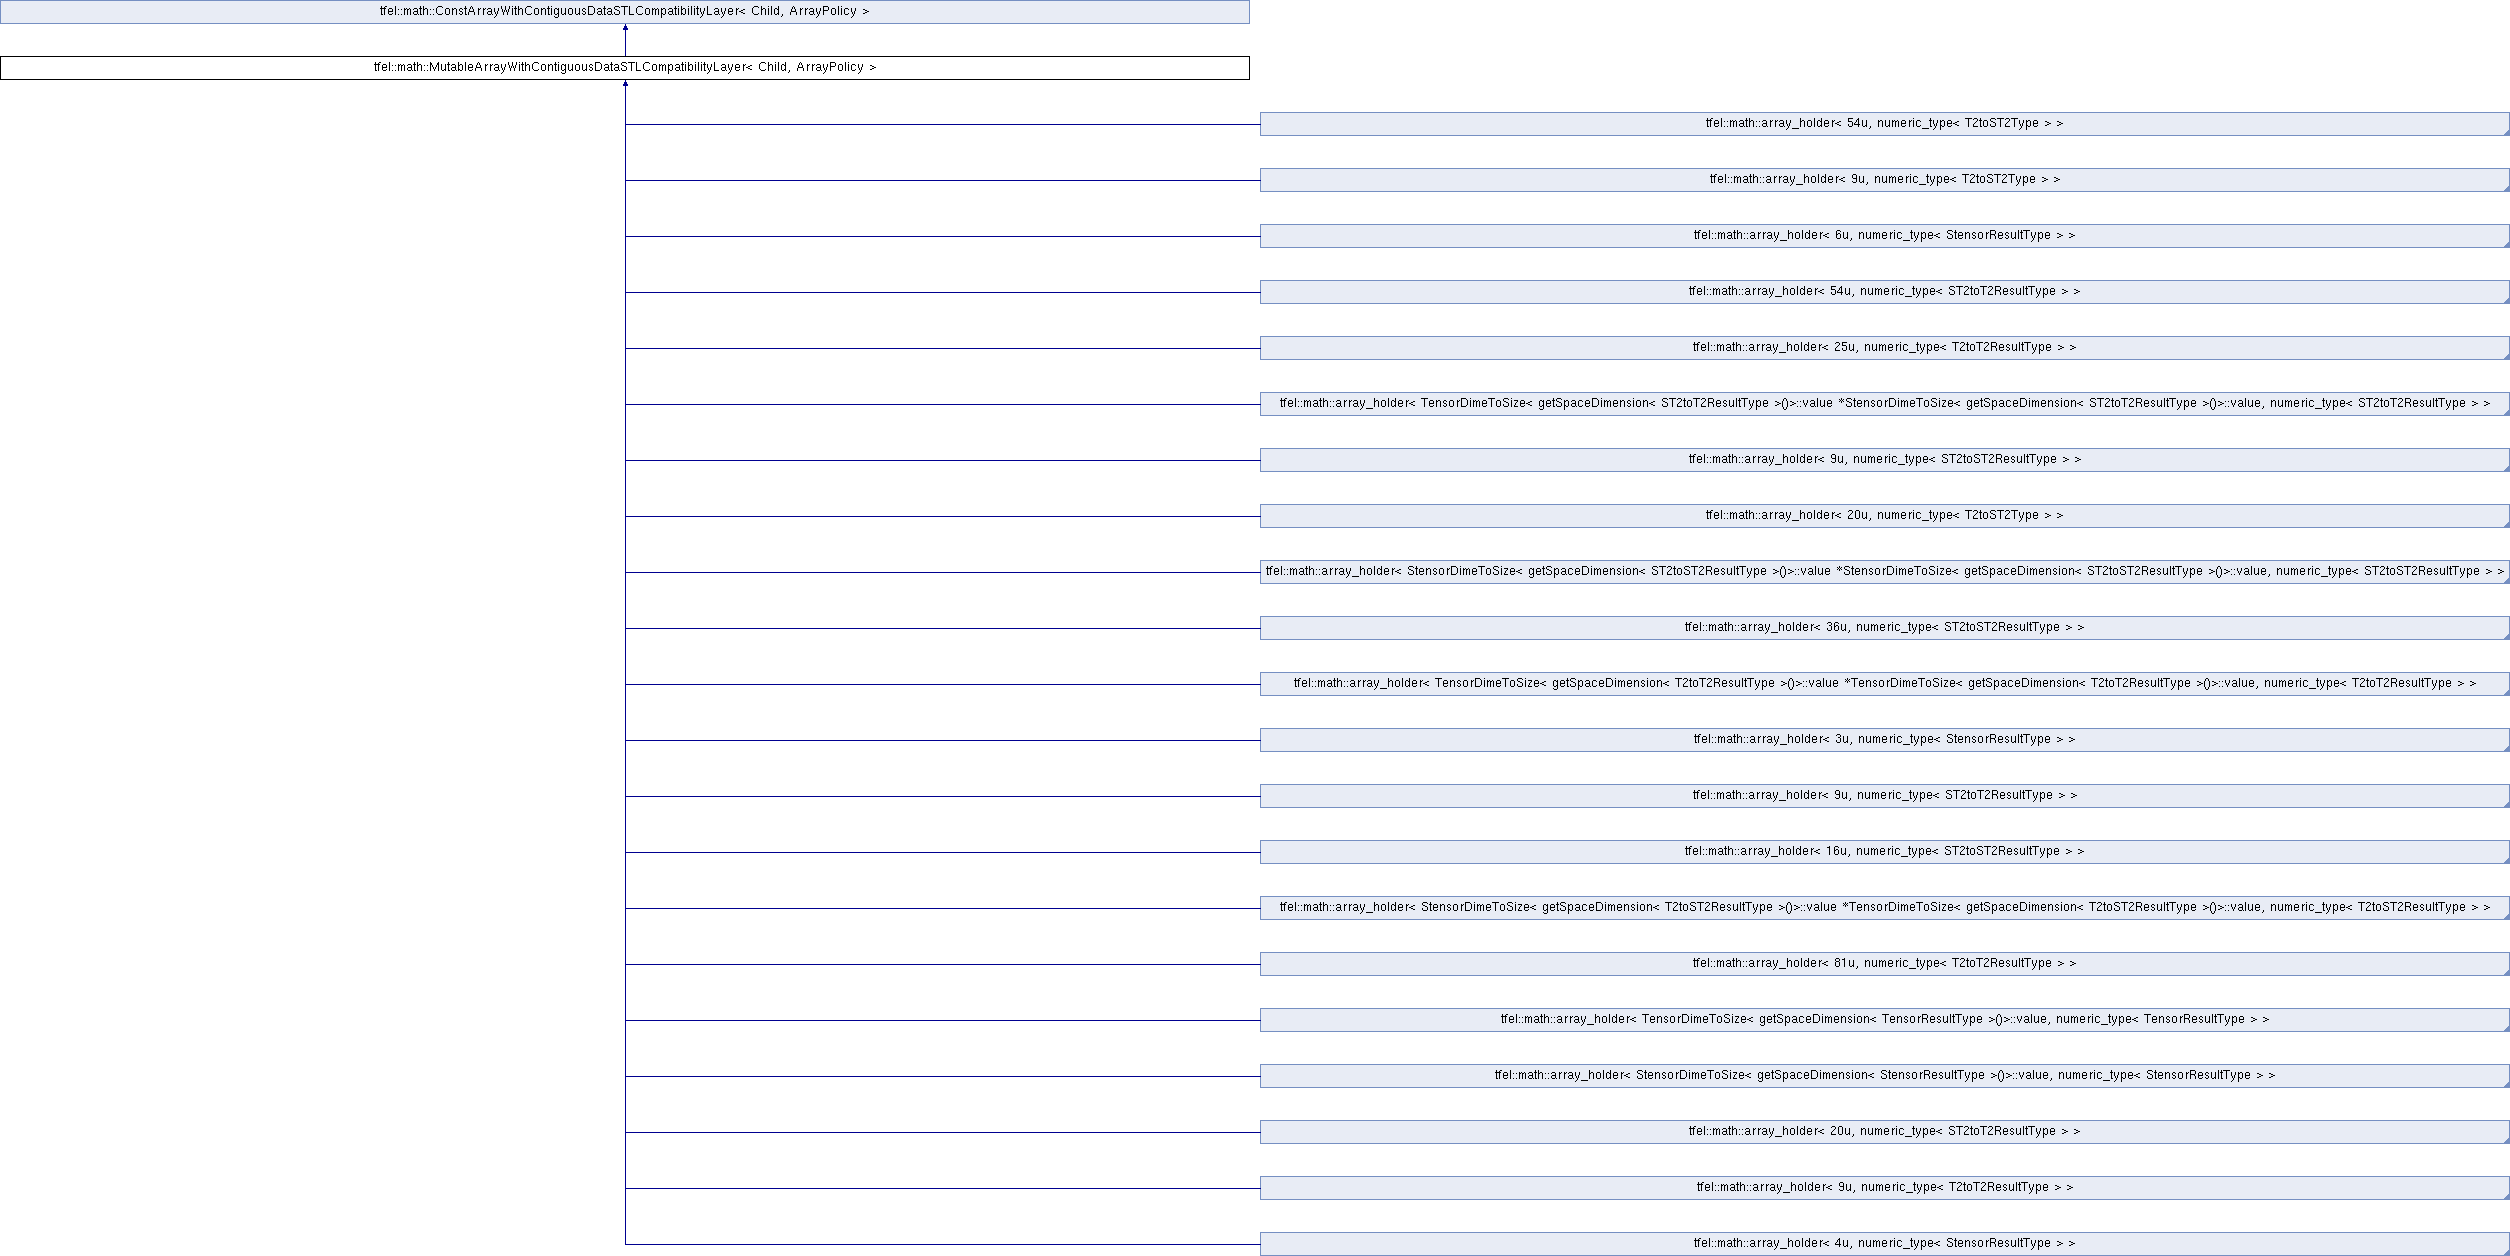 tfel::math::ConstArrayWithContiguousDataSTLCompatibilityLayer< Child, ArrayPolicy >
tfel::math::MutableArrayWithContiguousDataSTLCompatibilityLayer< Child, ArrayPolicy >
tfel::math::array_holder< 54u, numeric_type< T2toST2Type > >
tfel::math::array_holder< 9u, numeric_type< T2toST2Type > >
tfel::math::array_holder< 6u, numeric_type< StensorResultType > >
tfel::math::array_holder< 54u, numeric_type< ST2toT2ResultType > >
tfel::math::array_holder< 25u, numeric_type< T2toT2ResultType > >
tfel::math::array_holder< TensorDimeToSize< getSpaceDimension< ST2toT2ResultType >()>::value *StensorDimeToSize< getSpaceDimension< ST2toT2ResultType >()>::value, numeric_type< ST2toT2ResultType > >
tfel::math::array_holder< 9u, numeric_type< ST2toST2ResultType > >
tfel::math::array_holder< 20u, numeric_type< T2toST2Type > >
tfel::math::array_holder< StensorDimeToSize< getSpaceDimension< ST2toST2ResultType >()>::value *StensorDimeToSize< getSpaceDimension< ST2toST2ResultType >()>::value, numeric_type< ST2toST2ResultType > >
tfel::math::array_holder< 36u, numeric_type< ST2toST2ResultType > >
tfel::math::array_holder< TensorDimeToSize< getSpaceDimension< T2toT2ResultType >()>::value *TensorDimeToSize< getSpaceDimension< T2toT2ResultType >()>::value, numeric_type< T2toT2ResultType > >
tfel::math::array_holder< 3u, numeric_type< StensorResultType > >
tfel::math::array_holder< 9u, numeric_type< ST2toT2ResultType > >
tfel::math::array_holder< 16u, numeric_type< ST2toST2ResultType > >
tfel::math::array_holder< StensorDimeToSize< getSpaceDimension< T2toST2ResultType >()>::value *TensorDimeToSize< getSpaceDimension< T2toST2ResultType >()>::value, numeric_type< T2toST2ResultType > >
tfel::math::array_holder< 81u, numeric_type< T2toT2ResultType > >
tfel::math::array_holder< TensorDimeToSize< getSpaceDimension< TensorResultType >()>::value, numeric_type< TensorResultType > >
tfel::math::array_holder< StensorDimeToSize< getSpaceDimension< StensorResultType >()>::value, numeric_type< StensorResultType > >
tfel::math::array_holder< 20u, numeric_type< ST2toT2ResultType > >
tfel::math::array_holder< 9u, numeric_type< T2toT2ResultType > >
tfel::math::array_holder< 4u, numeric_type< StensorResultType > >